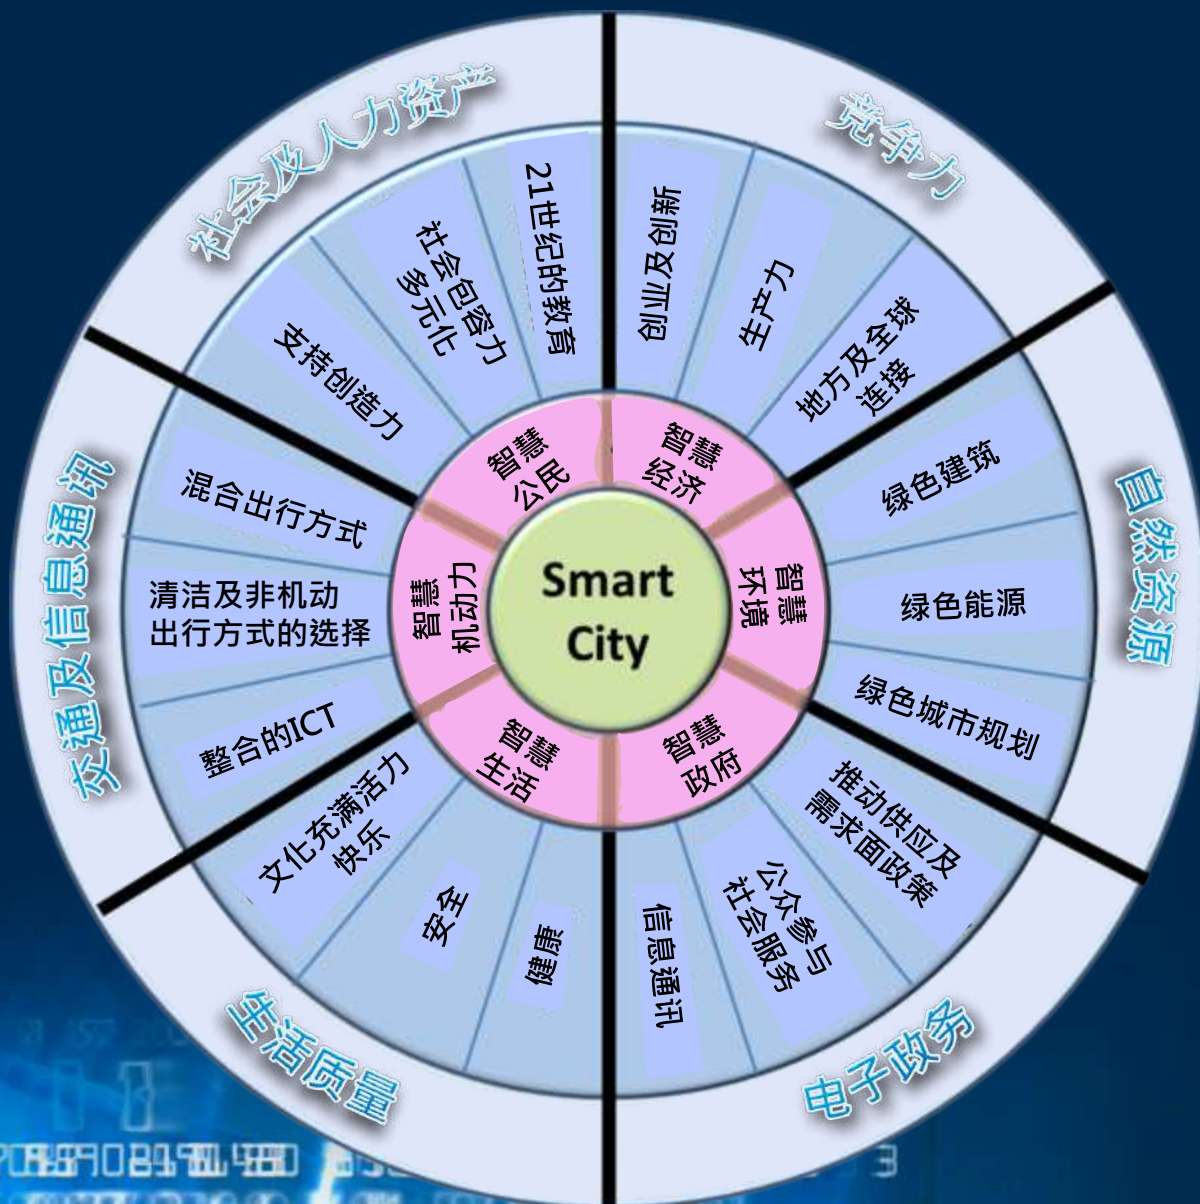 Smart
City
智慧
经济
竞争力
创业及创新
生产力
地方及全球
连接
智慧
环境
自然资源
绿色建筑
绿色能源
绿色城市规划
智慧
政府
电子政务
推动供应及
需求面政策
公众参与
社会服务
信息通讯
智慧
生活
生活质量
健康
安全
文化充满活力
快乐
智慧
机动力
交通及信息通讯
整合的ICT
清洁及非机动
出行方式的选择
混合出行方式
智慧
公民
社会及人力资产
支持创造力
社会包容力
多元化
21世纪的教育